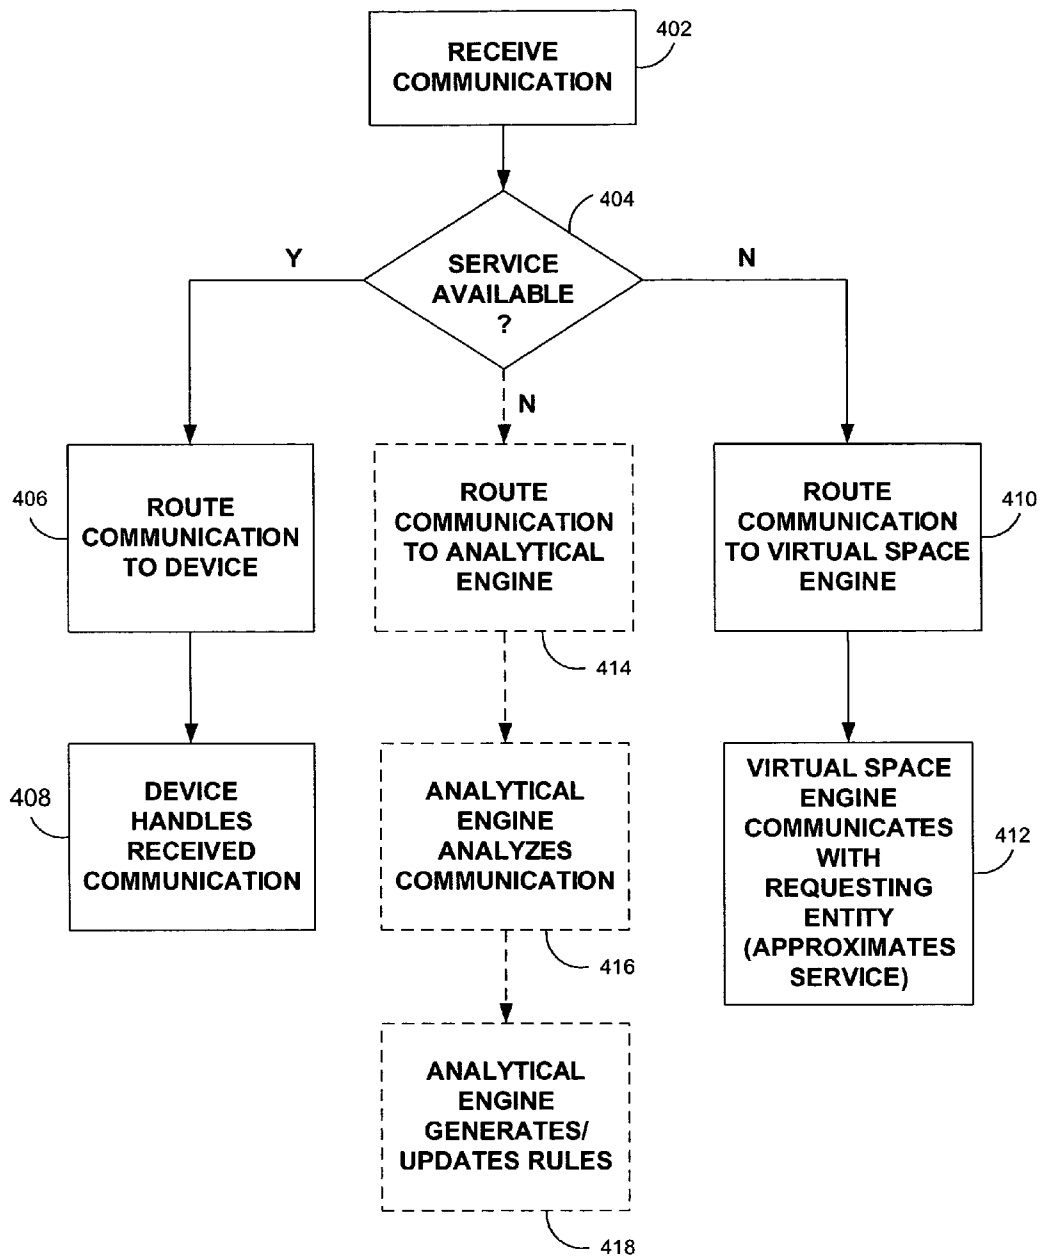 RECEIVE
COMMUNICATION
402
SERVICE
AVAILABLE
?
404
Y
N
N
ROUTE
COMMUNICATION
TO DEVICE
406
ROUTE
COMMUNICATION
TO ANALYTICAL
ENGINE
414
ROUTE
COMMUNICATION
TO VIRTUAL SPACE
ENGINE
410
DEVICE
HANDLES
RECEIVED
COMMUNICATION
408
ANALYTICAL
ENGINE
ANALYZES
COMMUNICATION
416
VIRTUAL SPACE
ENGINE
COMMUNICATES
WITH
REQUESTING
ENTITY
(APPROXIMATES
SERVICE)
412
ANALYTICAL
ENGINE
GENERATES/
UPDATES RULES
418